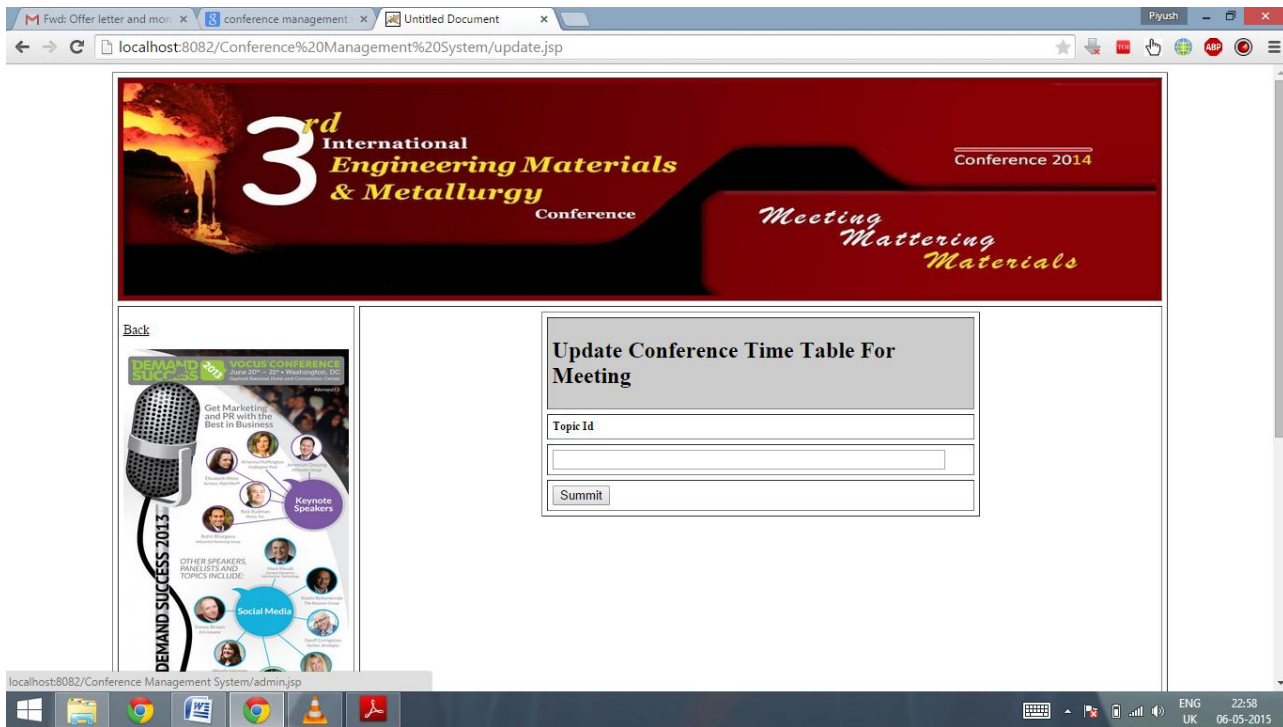 Fwd: Offer letter and mon
conference management
Untitled Document
Piyush
localhost:8082/Conference%20Management%20System/update.jsp
TOI
ABP
3rd
International
Engineering Materials
& Metallurgy
Conference
Conference 2014
Meeting
Mattering
Materials
Back
DEMAND SUCCESS 2013
VOCUS CONFERENCE
June 20th – 21st • Washington, DC
Get Marketing
and PR with the
Best in Business
Keynote
Speakers
OTHER SPEAKERS,
PANELISTS AND
TOPICS INCLUDE:
Social Media
DEMAND SUCCESS 2013
Update Conference Time Table For
Meeting
Topic Id
Summit
localhost:8082/Conference Management System/admin.jsp
ENG
UK
22:58
06-05-2015